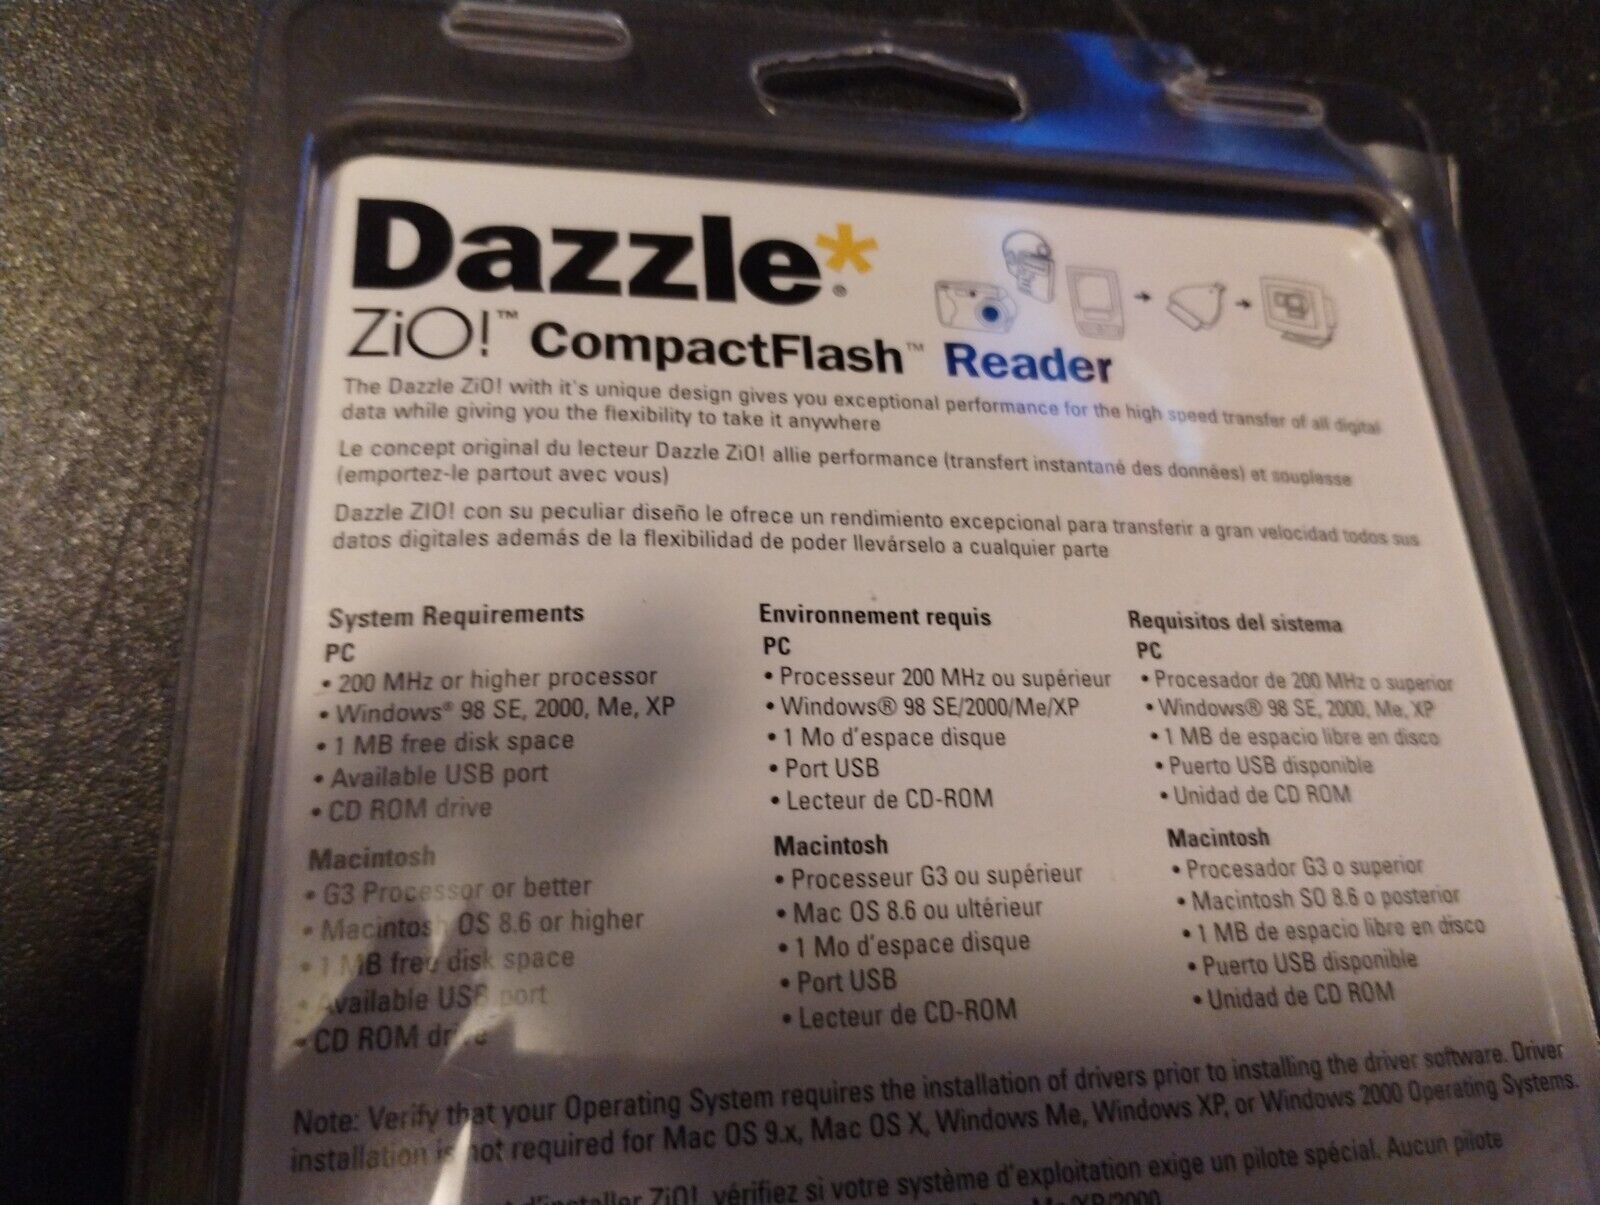 Dazzle*®
ZiO!™ CompactFlash™ Reader
The Dazzle ZiO! with it's unique design gives you exceptional performance for the high speed transfer of all digital
data while giving you the flexibility to take it anywhere
Le concept original du lecteur Dazzle ZiO! allie performance (transfert instantané des données) et souplesse
(emportez-le partout avec vous)
Dazzle ZIO! con su peculiar diseño le ofrece un rendimiento excepcional para transferir a gran velocidad todos sus
datos digitales además de la flexibilidad de poder llevárselo a cualquier parte
System Requirements
PC
• 200 MHz or higher processor
• Windows® 98 SE, 2000, Me, XP
• 1 MB free disk space
• Available USB port
• CD ROM drive
Macintosh
• G3 Processor or better
• Macintosh OS 8.6 or higher
• 1 MB free disk space
• Available USB port
• CD ROM drive
Environnement requis
PC
• Processeur 200 MHz ou supérieur
• Windows® 98 SE/2000/Me/XP
• 1 Mo d'espace disque
• Port USB
• Lecteur de CD-ROM
Macintosh
• Processeur G3 ou supérieur
• Mac OS 8.6 ou ultérieur
• 1 Mo d'espace disque
• Port USB
• Lecteur de CD-ROM
Requisitos del sistema
PC
• Procesador de 200 MHz o superior
• Windows® 98 SE, 2000, Me, XP
• 1 MB de espacio libre en disco
• Puerto USB disponible
• Unidad de CD ROM
Macintosh
• Procesador G3 o superior
• Macintosh SO 8.6 o posterior
• 1 MB de espacio libre en disco
• Puerto USB disponible
• Unidad de CD ROM
Note: Verify that your Operating System requires the installation of drivers prior to installing the driver software. Driver
installation is not required for Mac OS 9.x, Mac OS X, Windows Me, Windows XP, or Windows 2000 Operating Systems.
d'installer ZiO!, vérifiez si votre système d'exploitation exige un pilote spécial. Aucun pilote
Me/XP/2000